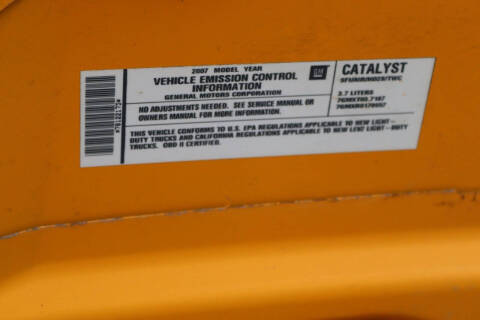 2007 MODEL YEAR
VEHICLE EMISSION CONTROL
INFORMATION
GENERAL MOTORS CORPORATION
GM
CATALYST
3.7 LITERS
NO ADJUSTMENTS NEEDED. SEE SERVICE MANUAL OR
OWNERS MANUAL FOR MORE INFORMATION.
THIS VEHICLE CONFORMS TO U.S. EPA REGULATIONS APPLICABLE TO NEW LIGHT-
DUTY TRUCKS AND CALIFORNIA REGULATIONS APPLICABLE TO NEW LEV LIGHT-DUTY
TRUCKS. OBD II CERTIFIED.